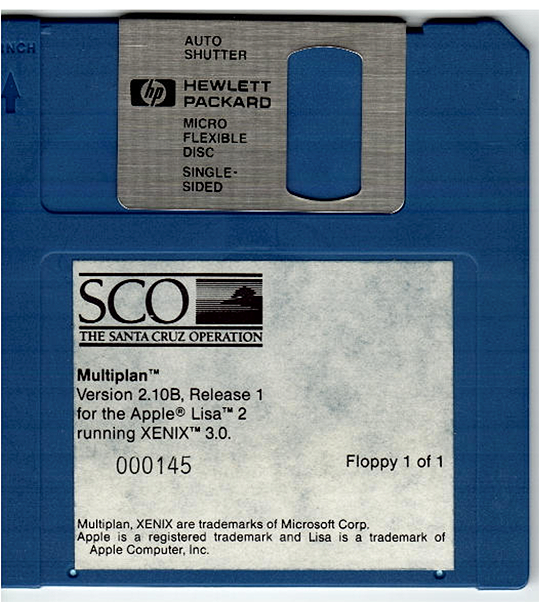 AUTO
SHUTTER
hp HEWLETT
PACKARD
MICRO
FLEXIBLE
DISC
SINGLE-
SIDED
SCO
THE SANTA CRUZ OPERATION
Multiplan™
Version 2.10B, Release 1
for the Apple® Lisa™ 2
running XENIX™ 3.0.
000145
Floppy 1 of 1
Multiplan, XENIX are trademarks of Microsoft Corp.
Apple is a registered trademark and Lisa is a trademark of
Apple Computer, Inc.